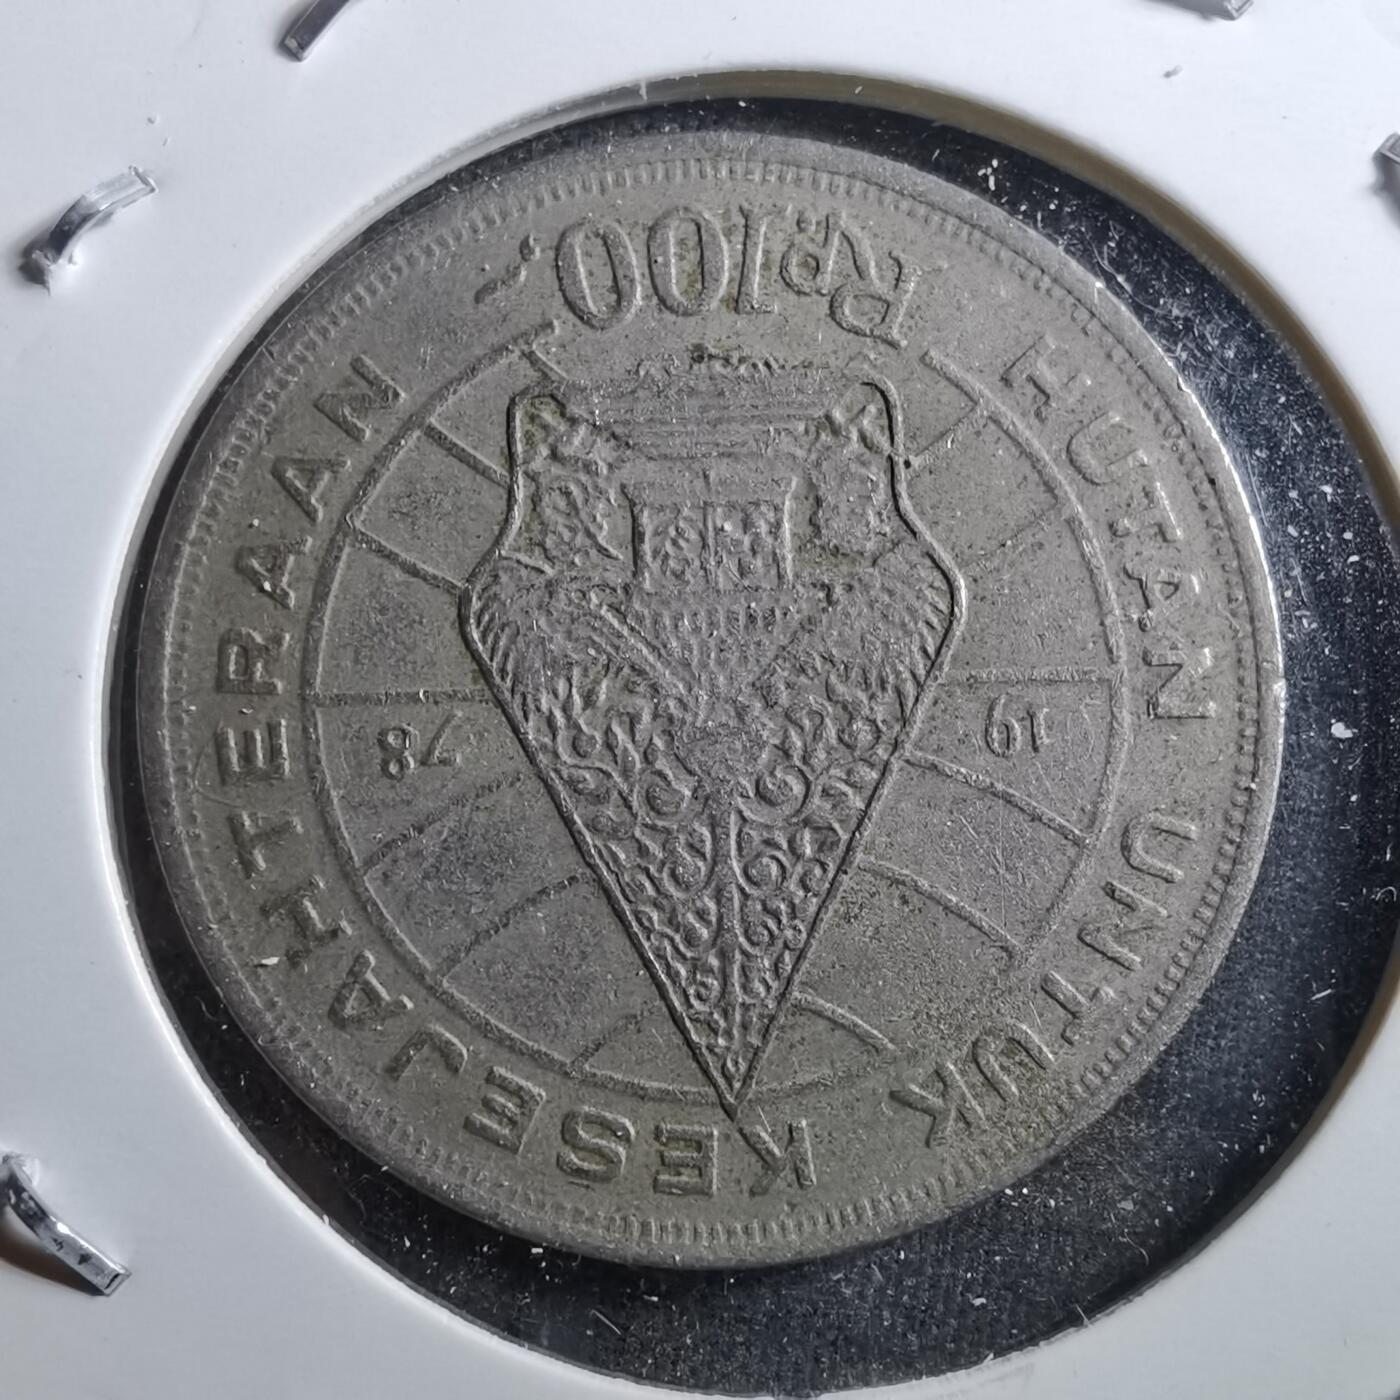 HUTAN UNTUK KESEJAHTERAAN
19 78
Rp100,-